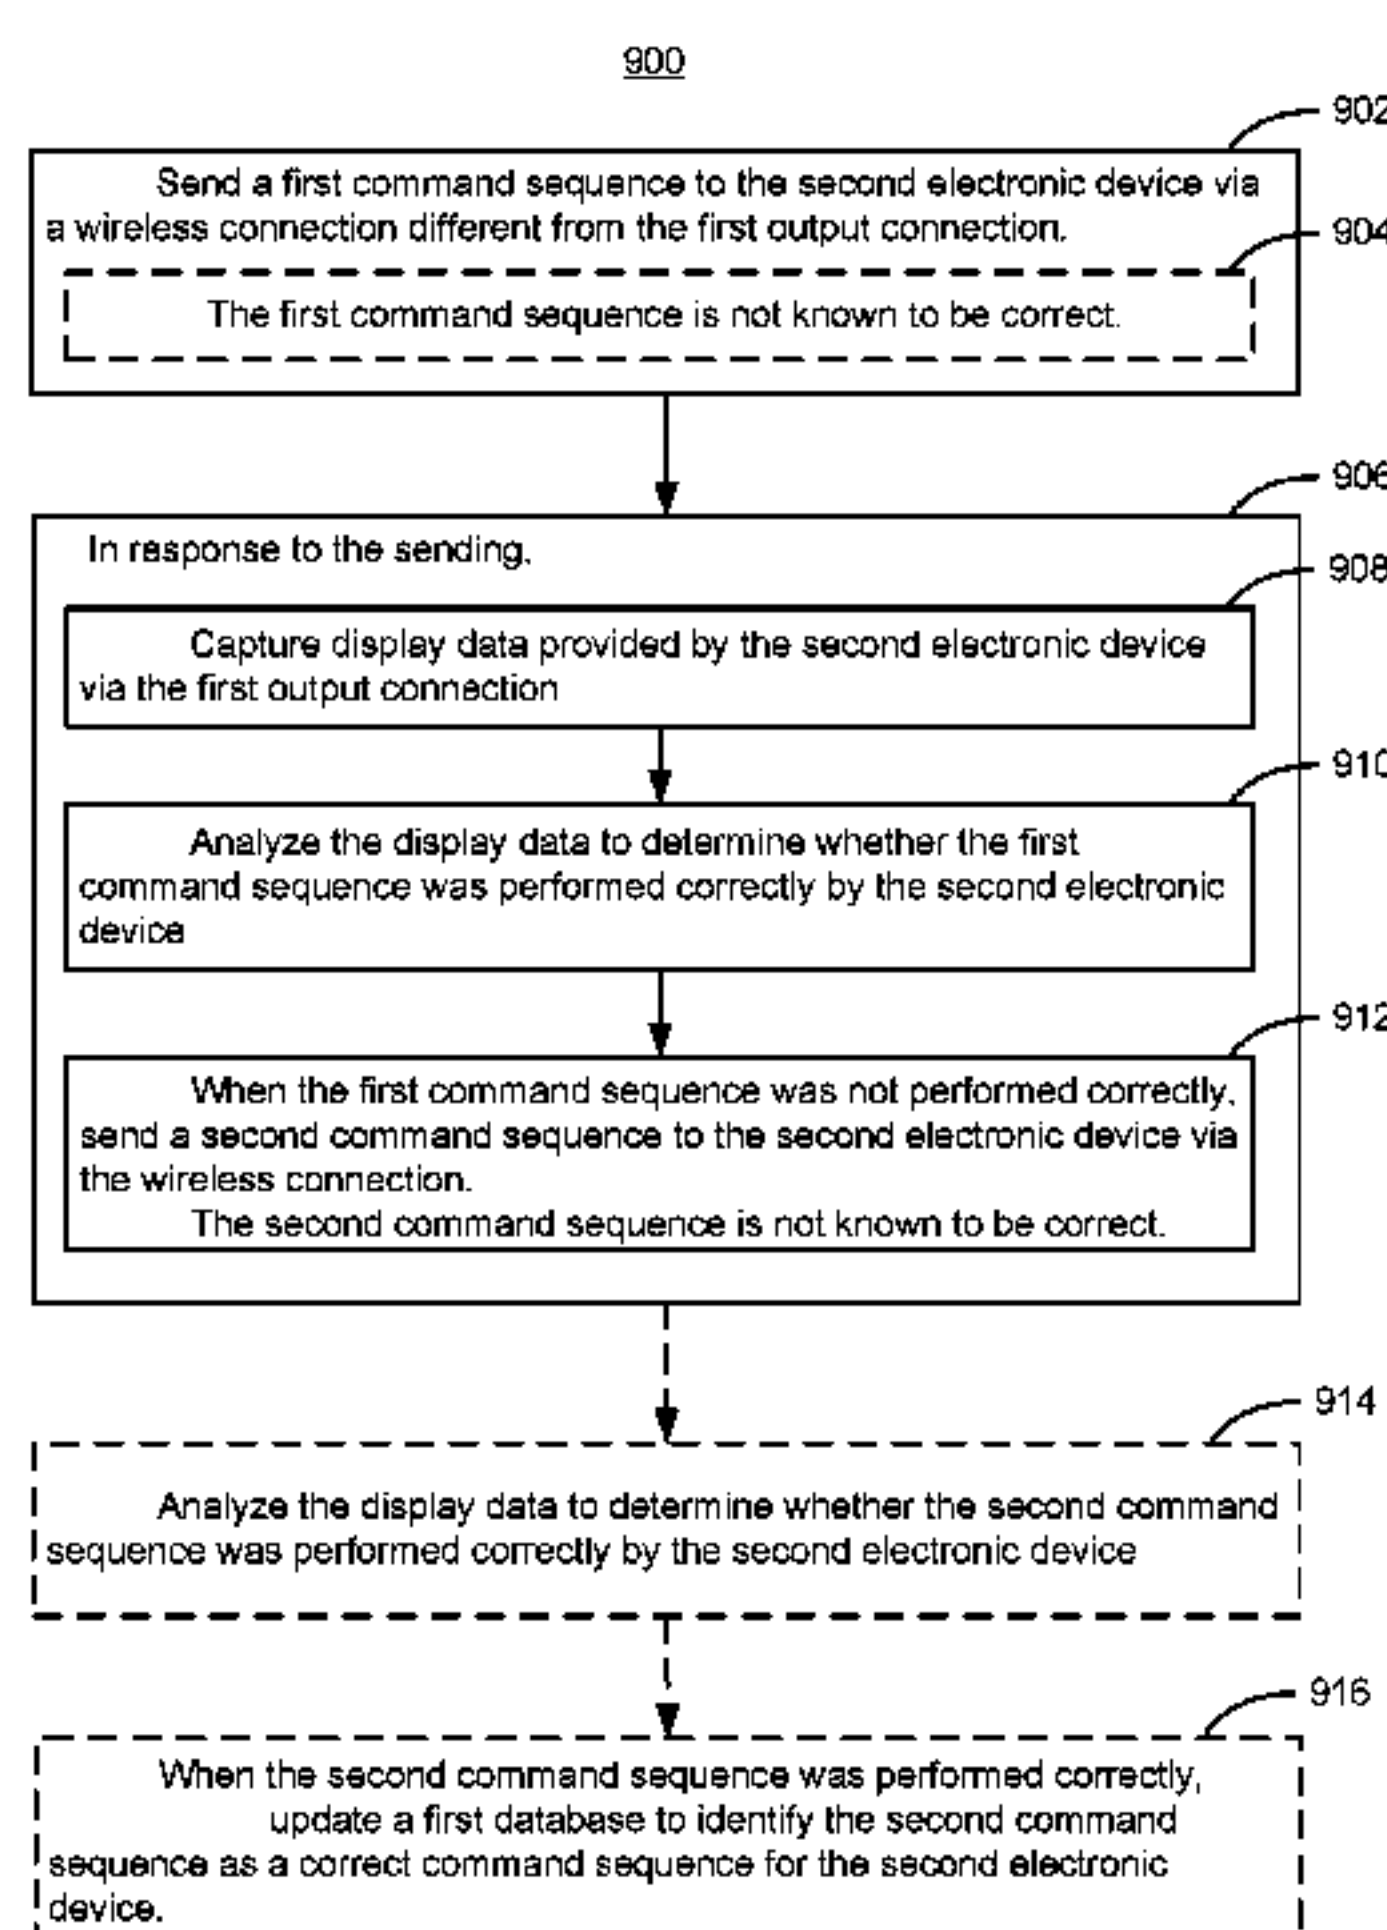 900
902
Send a first command sequence to the second electronic device via
a wireless connection different from the first output connection.
904
The first command sequence is not known to be correct.
906
In response to the sending,
908
Capture display data provided by the second electronic device
via the first output connection
910
Analyze the display data to determine whether the first
command sequence was performed correctly by the second electronic
device
912
When the first command sequence was not performed correctly,
send a second command sequence to the second electronic device via
the wireless connection.
The second command sequence is not known to be correct.
914
Analyze the display data to determine whether the second command
sequence was performed correctly by the second electronic device
916
When the second command sequence was performed correctly,
update a first database to identify the second command
sequence as a correct command sequence for the second electronic
device.